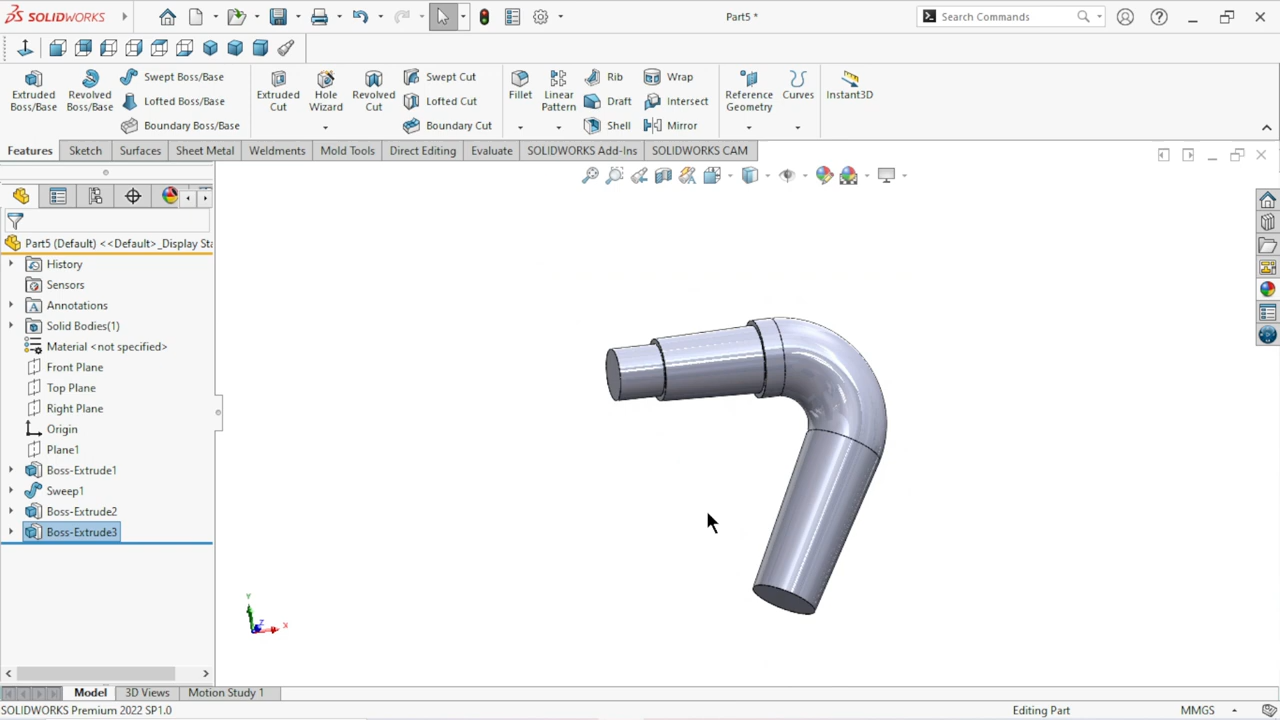 SOLIDWORKS
Part5 *
Search Commands
Extruded Boss/Base
Revolved Boss/Base
Swept Boss/Base
Lofted Boss/Base
Boundary Boss/Base
Extruded Cut
Hole Wizard
Revolved Cut
Swept Cut
Lofted Cut
Boundary Cut
Fillet
Linear Pattern
Rib
Draft
Shell
Wrap
Intersect
Mirror
Reference Geometry
Curves
Instant3D
Features
Sketch
Surfaces
Sheet Metal
Weldments
Mold Tools
Direct Editing
Evaluate
SOLIDWORKS Add-Ins
SOLIDWORKS CAM
Part5 (Default) <<Default>_Display Sta
History
Sensors
Annotations
Solid Bodies(1)
Material <not specified>
Front Plane
Top Plane
Right Plane
Origin
Plane1
Boss-Extrude1
Sweep1
Boss-Extrude2
Boss-Extrude3
Y
Z
X
Model
3D Views
Motion Study 1
SOLIDWORKS Premium 2022 SP1.0
Editing Part
MMGS